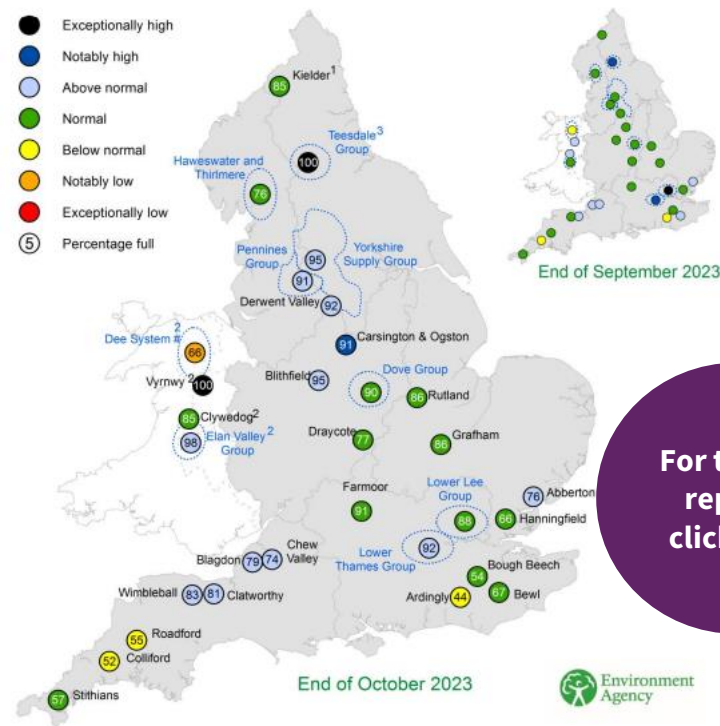 Exceptionally high
Notably high
Above normal
Normal
Below normal
Notably low
Exceptionally low
5 Percentage full
Kielder¹
85
Teesdale³
Group
100
Haweswater and
Thirlmere
76
Pennines
Group
Yorkshire
Supply Group
95
91
Derwent Valley
92
Dee System #²
66
Carsington & Ogston
91
Vyrnwy²
100
Blithfield
95
Dove Group
90
86
Rutland
85
Clywedog²
98
Elan Valley²
Group
Draycote
77
Grafham
86
Farmoor
91
Lower Lee
Group
88
Abberton
76
66
Hanningfield
Lower
Thames Group
92
Blagdon
79
Chew
Valley
74
Bough Beech
54
Wimbleball
83
81
Clatworthy
Ardingly
44
67
Bewl
55
Roadford
52
Colliford
57
Stithians
End of October 2023
End of September 2023
Environment
Agency